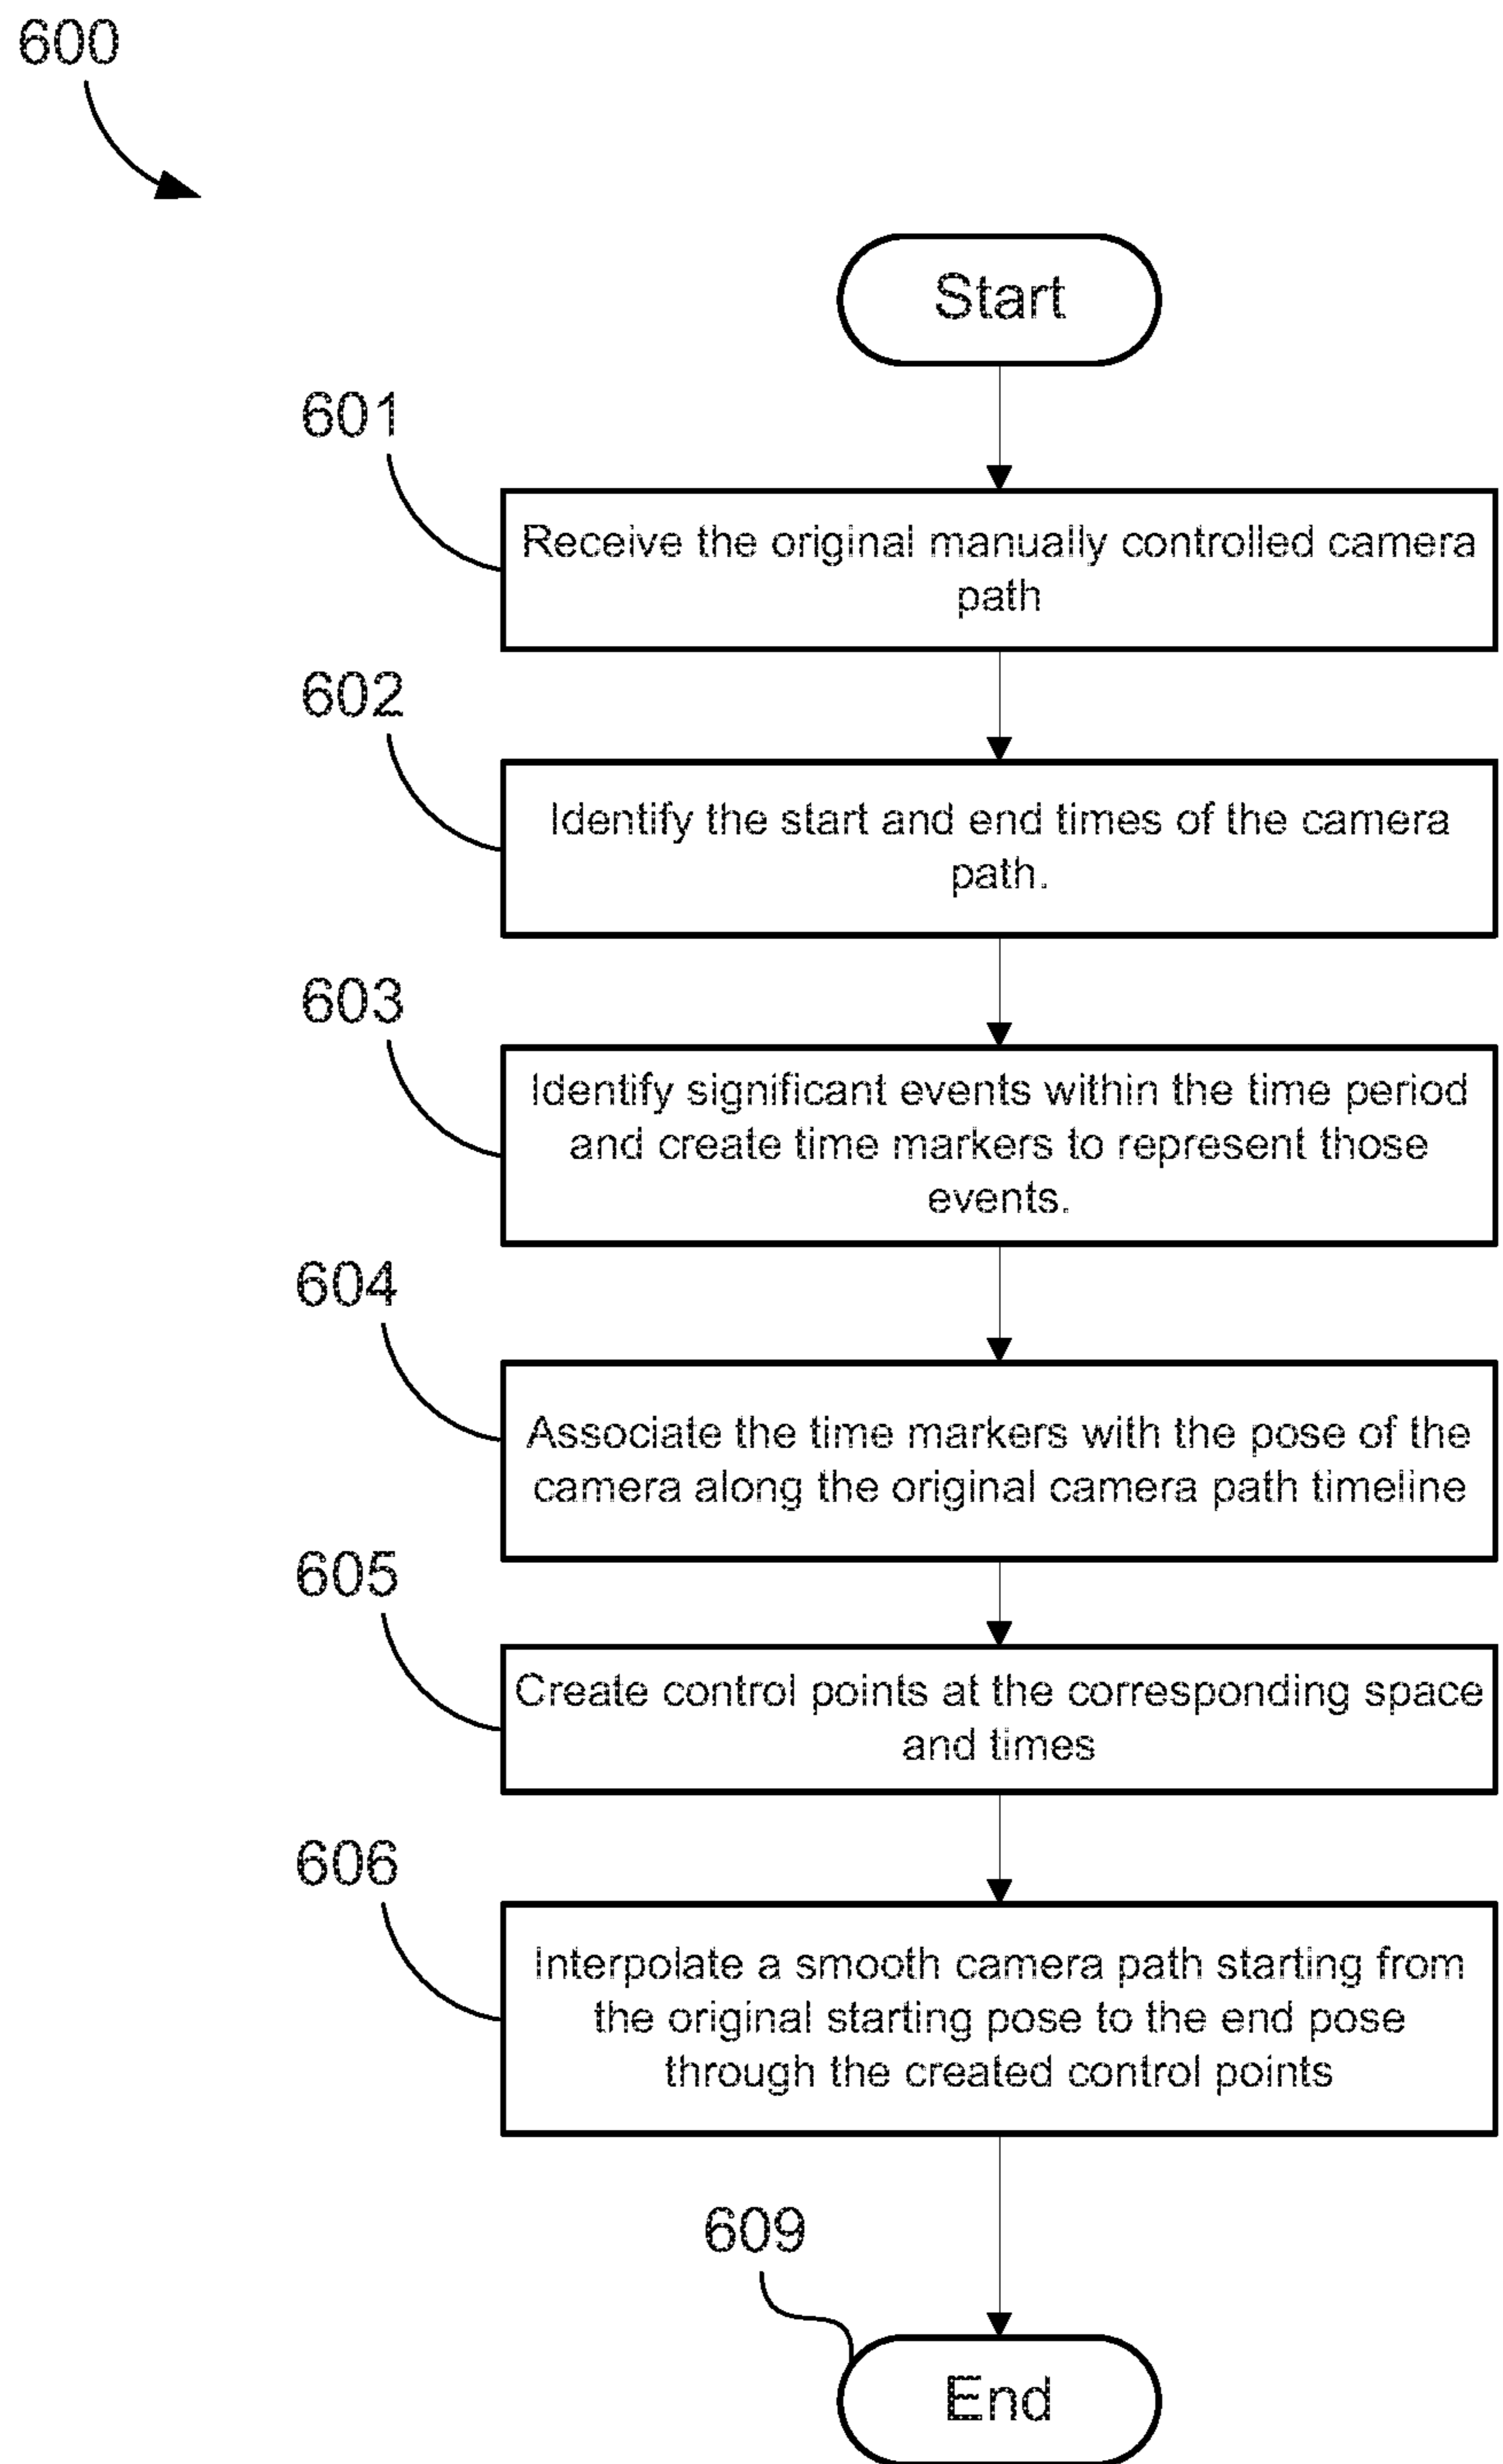 600
Start
601
Receive the original manually controlled camera
path
602
Identify the start and end times of the camera
path.
603
Identify significant events within the time period
and create time markers to represent those
events.
604
Associate the time markers with the pose of the
camera along the original camera path timeline
605
Create control points at the corresponding space
and times
606
Interpolate a smooth camera path starting from
the original starting pose to the end pose
through the created control points
609
End